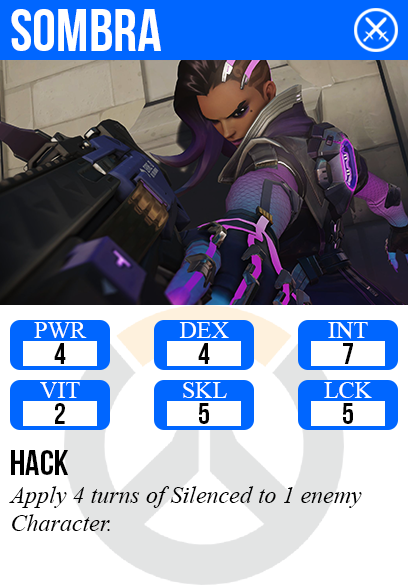 SOMBRA
PWR DEX INT
4 4 7
VIT SKL LCK
2 5 5
HACK
Apply 4 turns of Silenced to 1 enemy
Character.